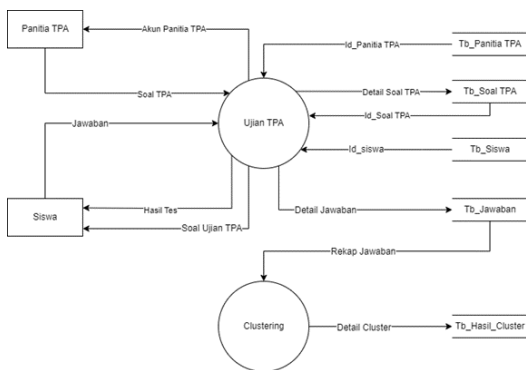 Panitia TPA
Akun Panitia TPA
Id_Panitia TPA
Tb_Panitia TPA
Soal TPA
Detail Soal TPA
Tb_Soal TPA
Id_Soal TPA
Jawaban
Ujian TPA
Id_siswa
Tb_Siswa
Siswa
Hasil Tes
Soal Ujian TPA
Detail Jawaban
Tb_Jawaban
Rekap Jawaban
Clustering
Detail Cluster
Tb_Hasil_Cluster